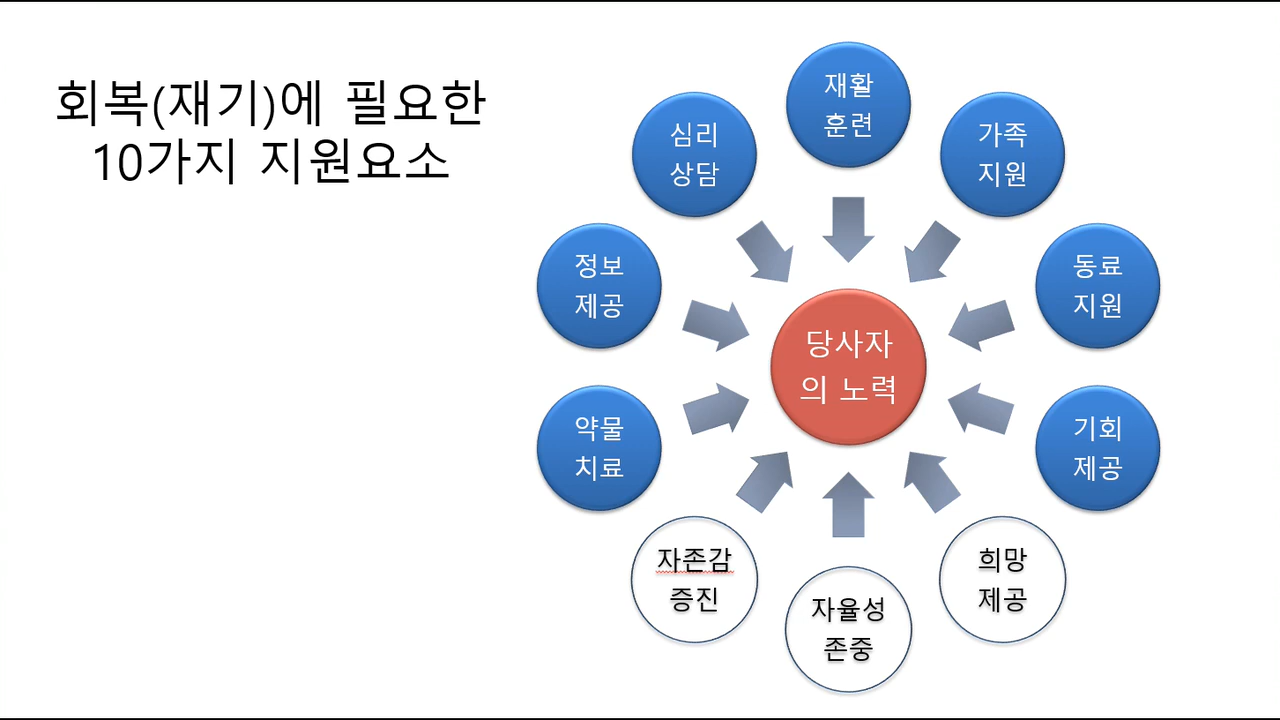 회복(재기)에 필요한
10가지 지원요소
재활
훈련
가족
지원
동료
지원
기회
제공
희망
제공
자율성
존중
자존감
증진
약물
치료
정보
제공
심리
상담
당사자
의 노력